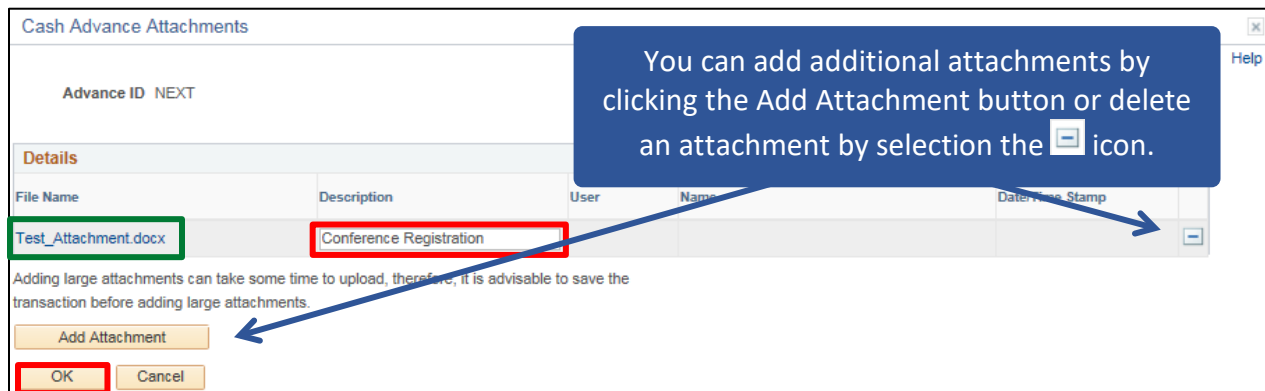 Cash Advance Attachments
Help
You can add additional attachments by
clicking the Add Attachment button or delete
an attachment by selection the icon.
Advance ID NEXT
Details
File Name Description User Name Date/Time Stamp
Test_Attachment.docx Conference Registration
Adding large attachments can take some time to upload, therefore, it is advisable to save the
transaction before adding large attachments.
Add Attachment
OK Cancel